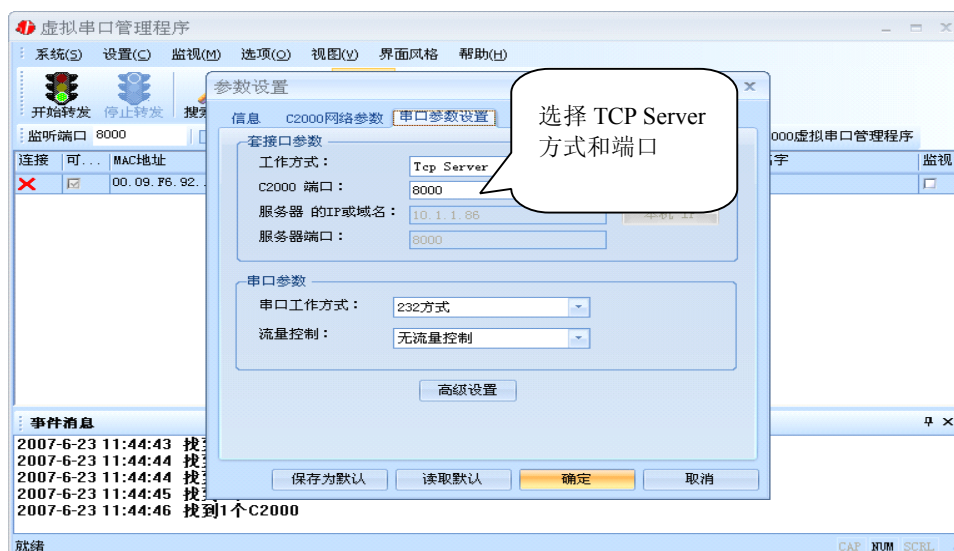 虚拟串口管理程序
系统(S) 设置(C) 监视(M) 选项(O) 视图(V) 界面风格 帮助(H)
开始转发 停止转发
监听端口 8000
000虚拟串口管理程序
连接 可... MAC地址 字 监视
00.09.F6.92.
参数设置
信息 C2000网络参数 串口参数设置
选择 TCP Server
方式和端口
套接口参数
工作方式： Tcp Server
C2000 端口： 8000
服务器 的IP或域名： 10.1.1.86
服务器端口： 8000
串口参数
串口工作方式： 232方式
流量控制： 无流量控制
高级设置
保存为默认 读取默认 确定 取消
事件消息
2007-6-23 11:44:43 找
2007-6-23 11:44:44 找
2007-6-23 11:44:44 找
2007-6-23 11:44:45 找
2007-6-23 11:44:46 找到1个C2000
就绪 CAP NUM SCRL